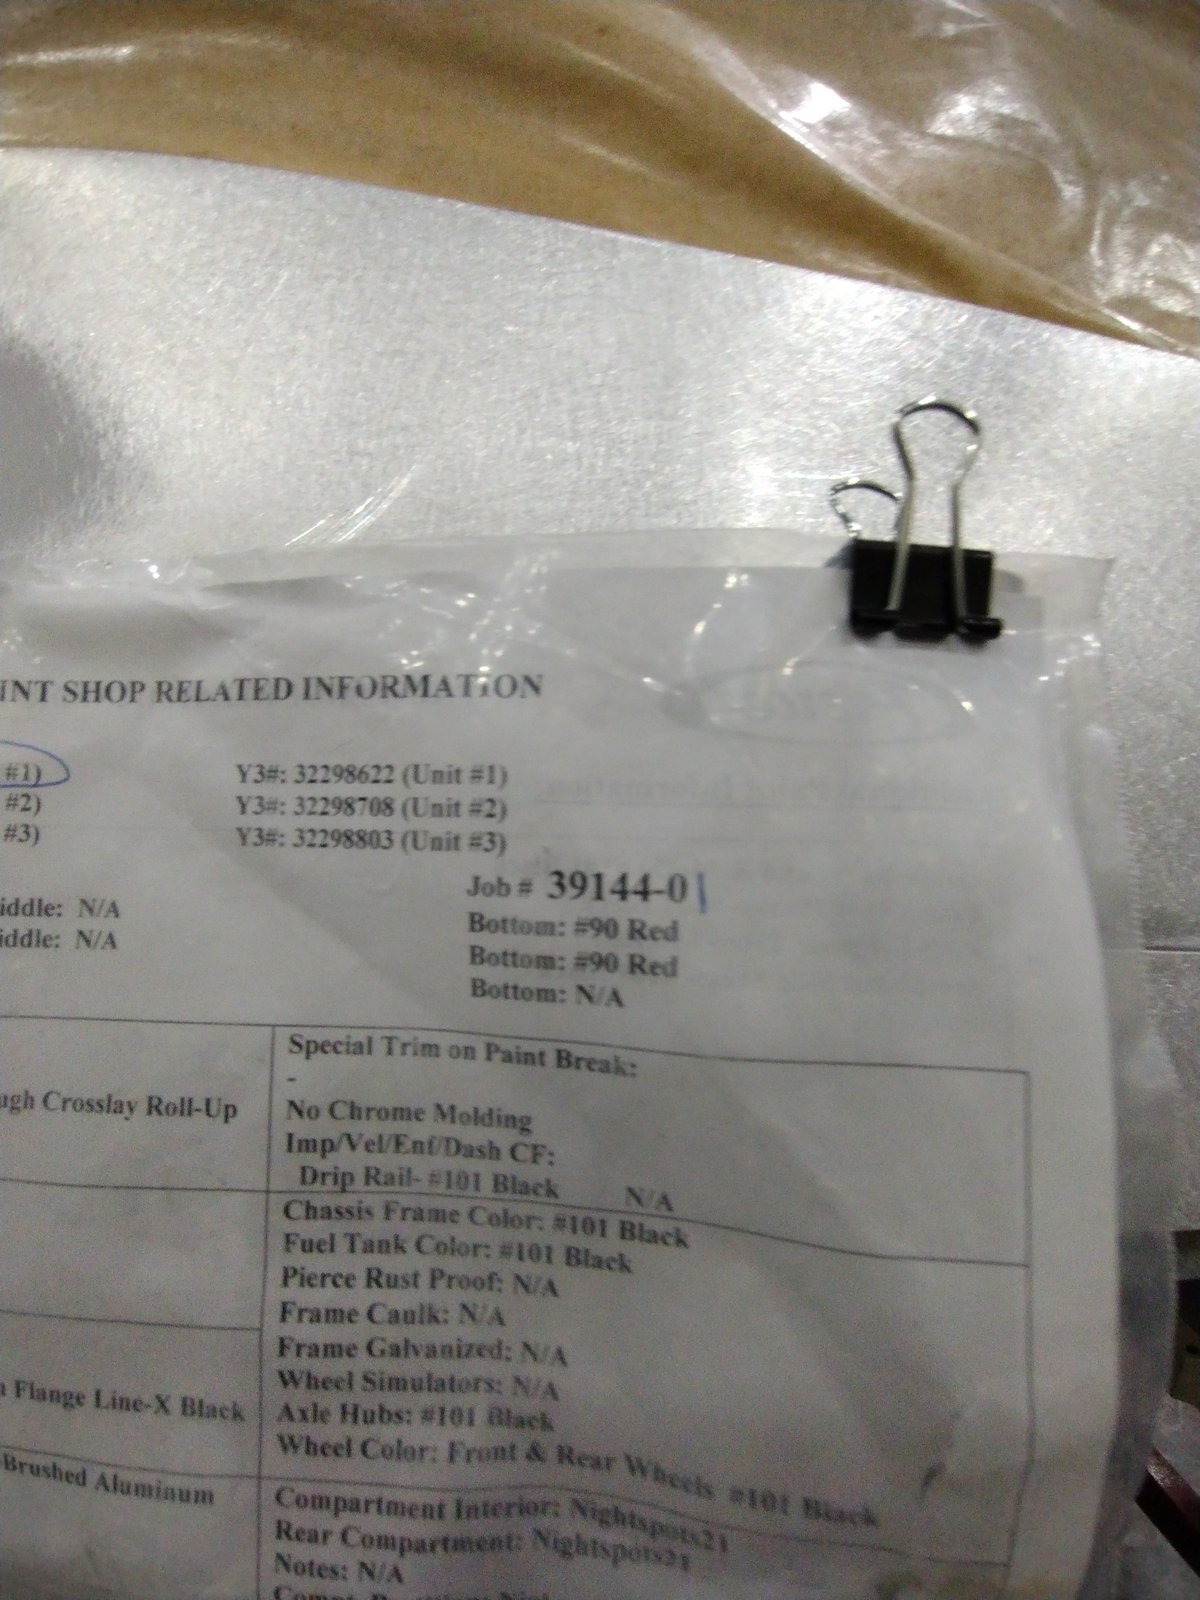 INT SHOP RELATED INFORMATION
#1) Y3#: 32298622 (Unit #1)
#2) Y3#: 32298708 (Unit #2)
#3) Y3#: 32298803 (Unit #3)
Job # 39144-01
iddle: N/A Bottom: #90 Red
iddle: N/A Bottom: #90 Red
Bottom: N/A
Special Trim on Paint Break:
-
ugh Crosslay Roll-Up
No Chrome Molding
Imp/Vel/Enf/Dash CF:
Drip Rail- #101 Black N/A
Chassis Frame Color: #101 Black
Fuel Tank Color: #101 Black
Pierce Rust Proof: N/A
Frame Caulk: N/A
Frame Galvanized: N/A
Wheel Simulators: N/A
Flange Line-X Black
Axle Hubs: #101 Black
Wheel Color: Front & Rear Wheels #101 Black
-Brushed Aluminum
Compartment Interior: Nightspots21
Rear Compartment: Nightspots21
Notes: N/A